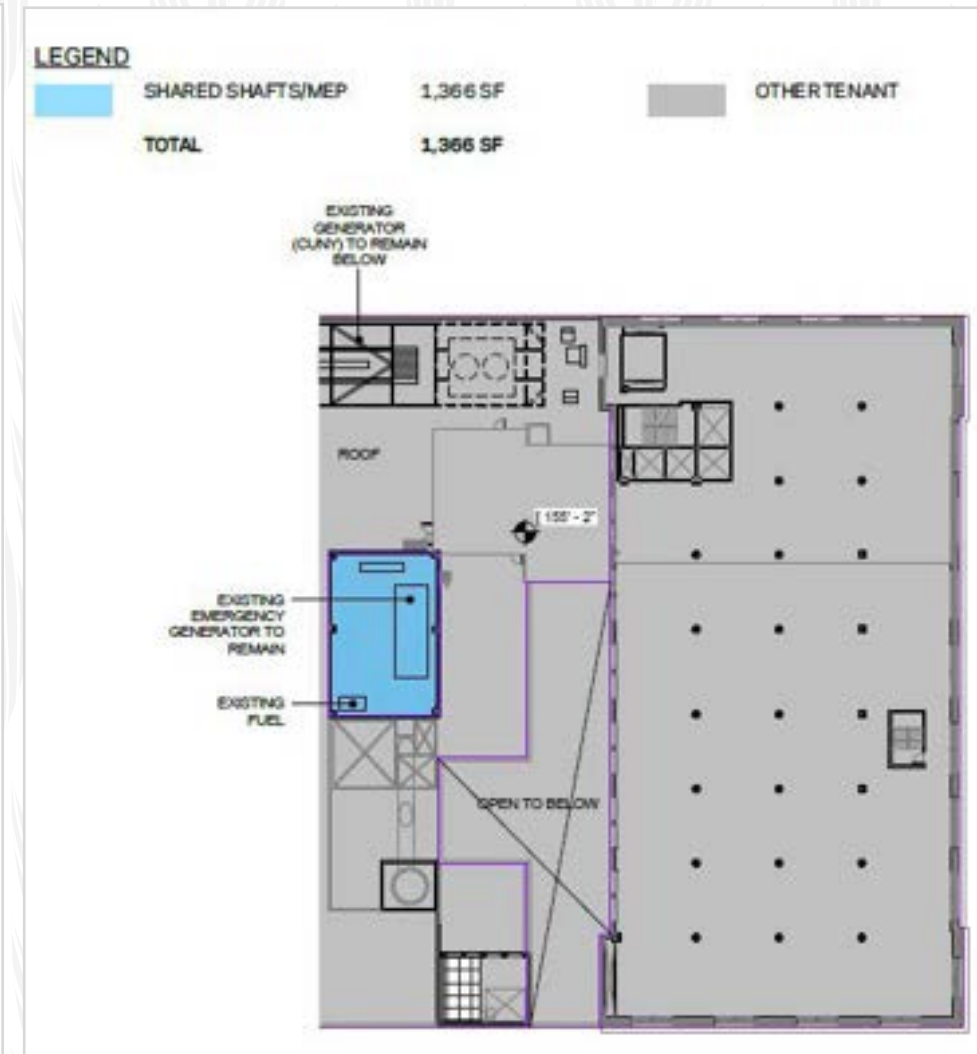 LEGEND
SHARED SHAFTS/MEP 1,366 SF
OTHER TENANT
TOTAL 1,366 SF
EXISTING
GENERATOR
(CUNY) TO REMAIN
BELOW
ROOF
155' - 2"
EXISTING
EMERGENCY
GENERATOR TO
REMAIN
EXISTING
FUEL
OPEN TO BELOW